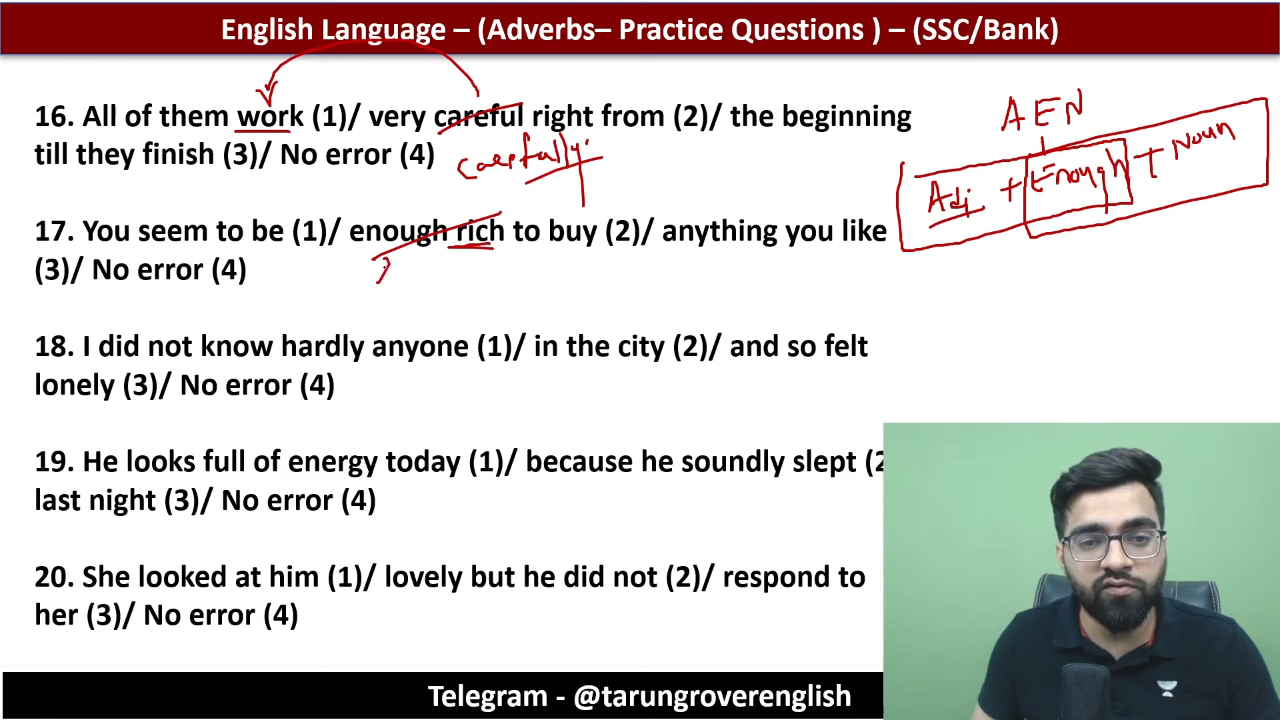 English Language – (Adverbs– Practice Questions ) – (SSC/Bank)
16. All of them work (1)/ very careful right from (2)/ the beginning
till they finish (3)/ No error (4)
carefully
A E N
Adj + Enough + Noun
17. You seem to be (1)/ enough rich to buy (2)/ anything you like
(3)/ No error (4)
18. I did not know hardly anyone (1)/ in the city (2)/ and so felt
lonely (3)/ No error (4)
19. He looks full of energy today (1)/ because he soundly slept (2
last night (3)/ No error (4)
20. She looked at him (1)/ lovely but he did not (2)/ respond to
her (3)/ No error (4)
Telegram - @tarungroverenglish